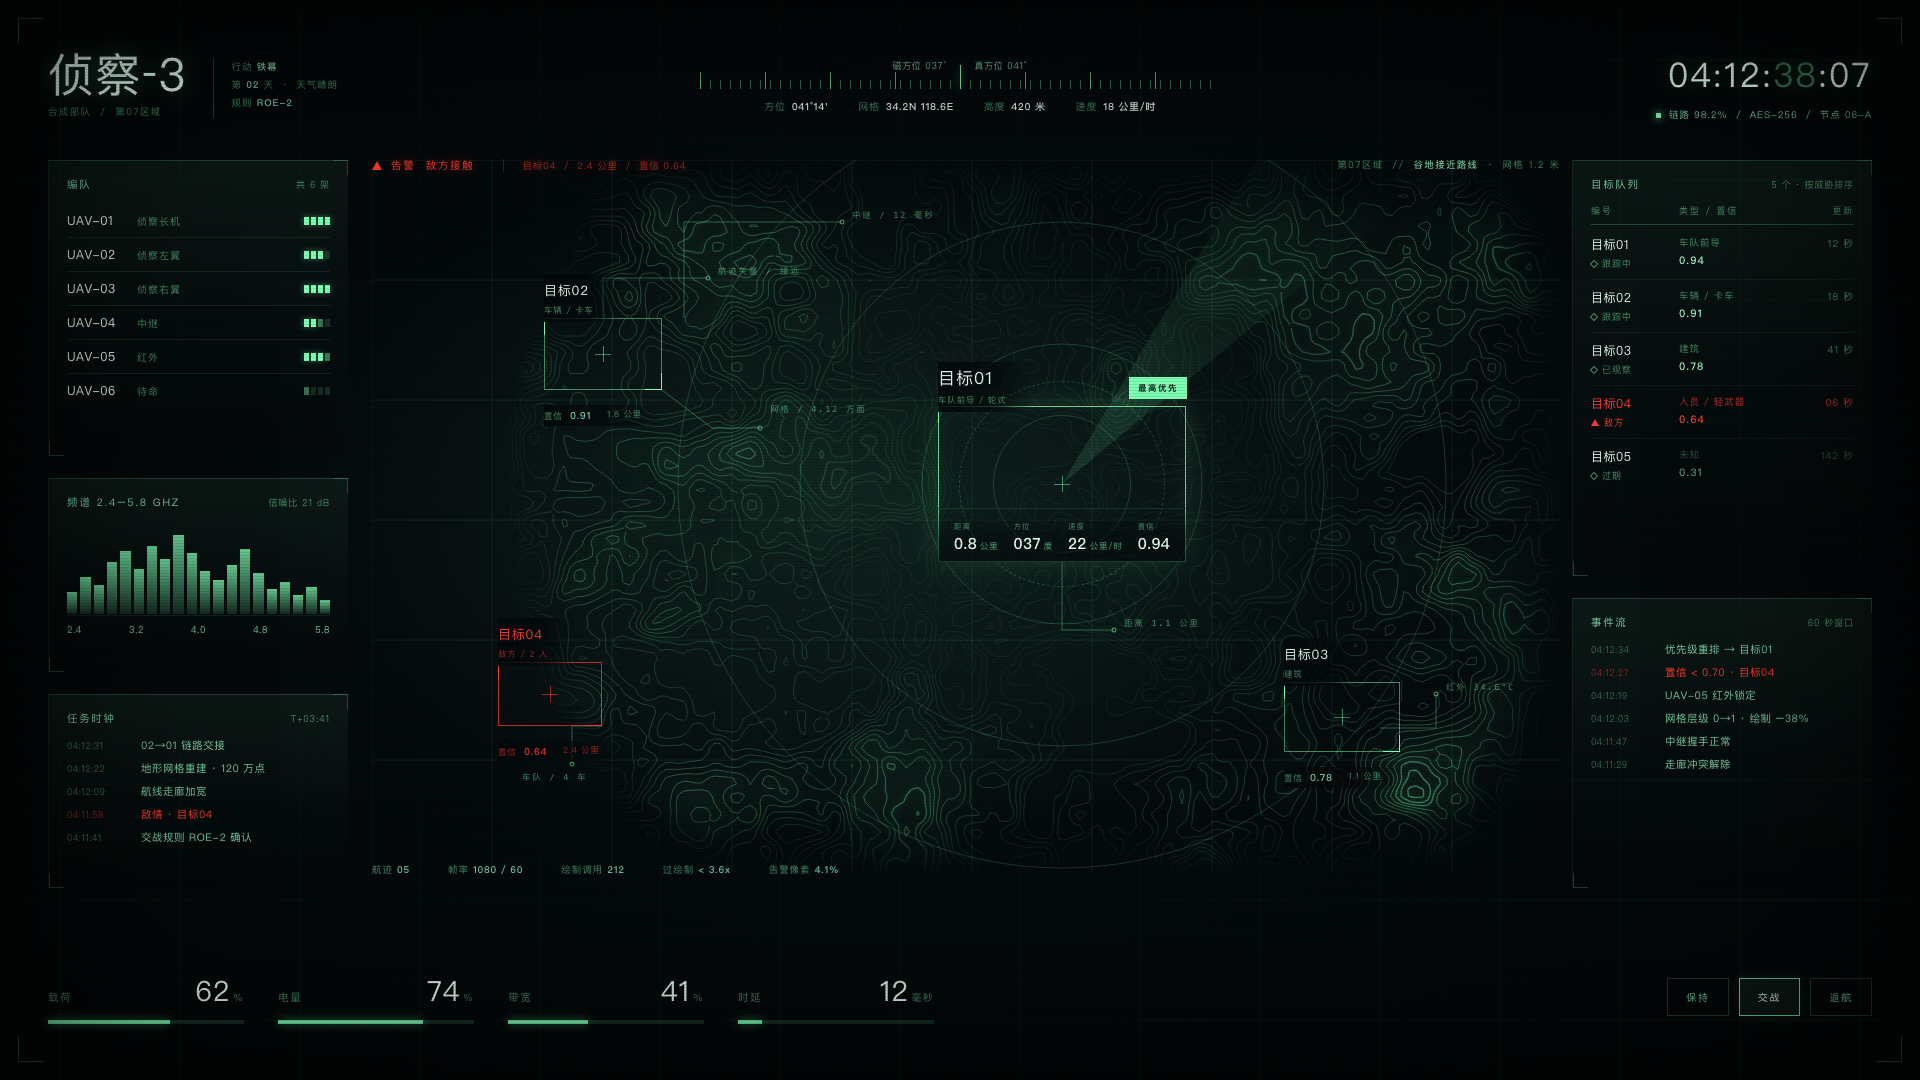 侦察-3
合成部队 / 第07区域
行动 铁幕
第 02 天 · 天气晴朗
规则 ROE-2
磁方位 037° 真方位 041°
方位 041°14' 网格 34.2N 118.6E 高度 420 米 速度 18 公里/时
04:12:38:07
链路 98.2% / AES-256 / 节点 06-A
编队 共 6 架
UAV-01 侦察长机
UAV-02 侦察左翼
UAV-03 侦察右翼
UAV-04 中继
UAV-05 红外
UAV-06 待命
频谱 2.4—5.8 GHZ 信噪比 21 dB
2.4 3.2 4.0 4.8 5.8
任务时钟 T+03:41
04:12:31 02→01 链路交接
04:12:22 地形网格重建 · 120 万点
04:12:09 航线走廊加宽
04:11:58 敌情 · 目标04
04:11:41 交战规则 ROE-2 确认
▲ 告警 敌方接触 目标04 / 2.4 公里 / 置信 0.64
第07区域 // 谷地接近路线 · 网格 1.2 米
中继 / 12 毫秒
航迹矢量 / 接近
目标02
车辆 / 卡车
置信 0.91 1.8 公里
网格 / 4.12 万面
目标01
车队前导 / 轮式
最高优先
距离 方位 速度 置信
0.8 公里 037 度 22 公里/时 0.94
距离 1.1 公里
目标04
敌方 / 2 人
置信 0.64 2.4 公里
车队 / 4 车
目标03
建筑
红外 34.6°C
置信 0.78 1.1 公里
航迹 05 帧率 1080 / 60 绘制调用 212 过绘制 < 3.6x 告警像素 4.1%
目标队列 5 个 · 按威胁排序
编号 类型 / 置信 更新
目标01 车队前导 12 秒
◇ 跟踪中 0.94
目标02 车辆 / 卡车 18 秒
◇ 跟踪中 0.91
目标03 建筑 41 秒
◇ 已观察 0.78
目标04 人员 / 轻武器 06 秒
▲ 敌方 0.64
目标05 未知 142 秒
◇ 过期 0.31
事件流 60 秒窗口
04:12:34 优先级重排 → 目标01
04:12:27 置信 < 0.70 · 目标04
04:12:19 UAV-05 红外锁定
04:12:03 网格层级 0→1 · 绘制 −38%
04:11:47 中继握手正常
04:11:29 走廊冲突解除
载荷 62 %
电量 74 %
带宽 41 %
时延 12 毫秒
保持 交战 返航